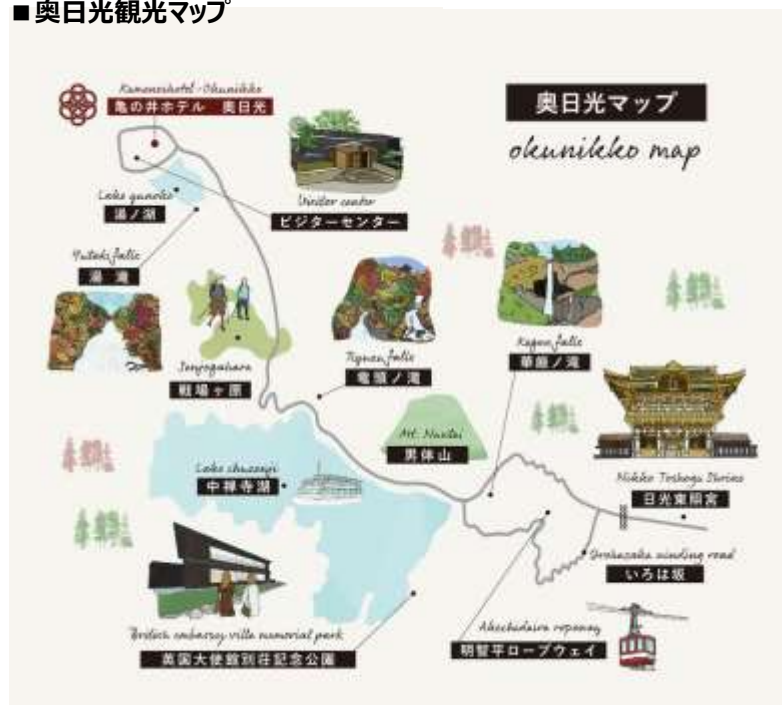 ■奥日光観光マップ
亀の井ホテル 奥日光
奥日光マップ
okunikko map
Visitor center
ビジターセンター
Lake yunoko
湯ノ湖
Yutaki falls
湯滝
Senjogahara
戦場ヶ原
Ryuzu falls
竜頭ノ滝
Kegon falls
華厳ノ滝
Mt. Nantai
男体山
Lake chuzenji
中禅寺湖
Nikko Toshogu Shrine
日光東照宮
Irohazaka winding road
いろは坂
Akechidaira ropeway
明智平ロープウェイ
British embassy villa memorial park
英国大使館別荘記念公園